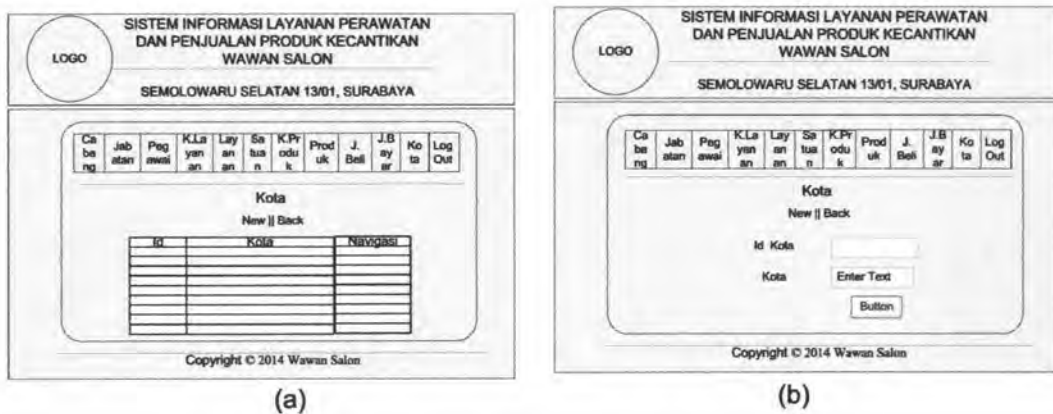 LOGO
SISTEM INFORMASI LAYANAN PERAWATAN
DAN PENJUALAN PRODUK KECANTIKAN
WAWAN SALON
SEMOLOWARU SELATAN 13/01, SURABAYA
Ca ba ng Jab atan Peg awai K.La yan an Lay an an Sa tua n K.Pr odu k Prod uk J. Beli J.B ay ar Ko ta Log Out
Kota
New || Back
Id Kota Navigasi
Copyright © 2014 Wawan Salon
(a)
LOGO
SISTEM INFORMASI LAYANAN PERAWATAN
DAN PENJUALAN PRODUK KECANTIKAN
WAWAN SALON
SEMOLOWARU SELATAN 13/01, SURABAYA
Ca ba ng Jab atan Peg awai K.La yan an Lay an an Sa tua n K.Pr odu k Prod uk J. Beli J.B ay ar Ko ta Log Out
Kota
New || Back
Id Kota
Kota Enter Text
Button
Copyright © 2014 Wawan Salon
(b)